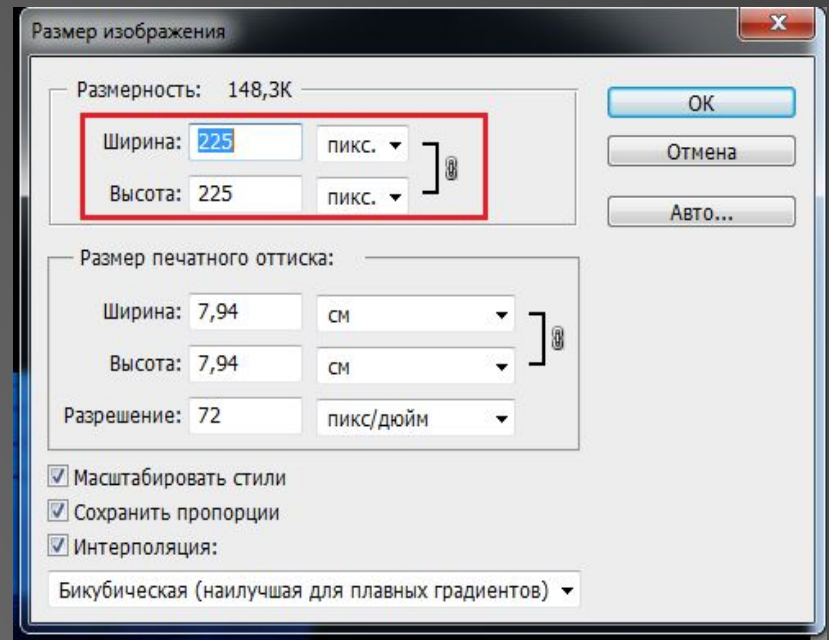 Размер изображения
Размерность: 148,3K
OK
Ширина: 225 пикс.
Отмена
Высота: 225 пикс.
Авто...
Размер печатного оттиска:
Ширина: 7,94 см
Высота: 7,94 см
Разрешение: 72 пикс/дюйм
Масштабировать стили
Сохранить пропорции
Интерполяция:
Бикубическая (наилучшая для плавных градиентов)